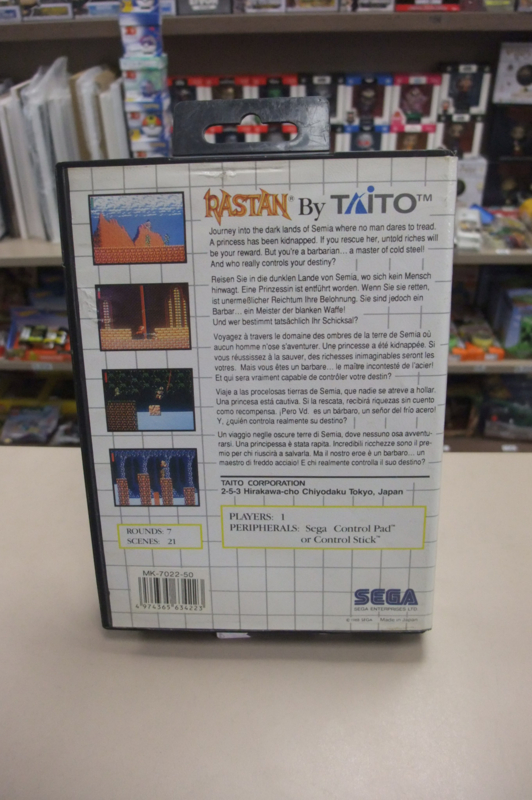 RASTAN® By TAITO™
Journey into the dark lands of Semia where no man dares to tread.
A princess has been kidnapped. If you rescue her, untold riches will
be your reward. But you're a barbarian... a master of cold steel!
And who really controls your destiny?
Reisen Sie in die dunklen Lande von Semia, wo sich kein Mensch
hinwagt. Eine Prinzessin ist entführt worden. Wenn Sie sie retten,
ist unermeßlicher Reichtum Ihre Belohnung. Sie sind jedoch ein
Barbar... ein Meister der blanken Waffe!
Und wer bestimmt tatsächlich Ihr Schicksal?
Voyagez à travers le domaine des ombres de la terre de Semia où
aucun homme n'ose s'aventurer. Une princesse a été kidnapée. Si
vous réussissez à la sauver, des richesses inimaginables seront les
votres. Mais vous êtes un barbare... le maître incontesté de l'acier!
Et qui sera vraiment capable de contrôler votre destin?
Viaje a las procelosas tierras de Semia, que nadie se atreve a hollar.
Una princesa está cautiva. Si la rescata, recibirá riquezas sin cuento
como recompensa. ¡Pero Vd. es un bárbaro, un señor del frío acero!
Y, ¿quién controla realmente su destino?
Un viaggio neglie oscure terre di Semia, dove nessuno osa avventu-
rarsi. Una principessa è stata rapita. Incredibili ricchezze sono il pre-
mio per chi riuscirà a salvarla. Ma il nostro eroe è un barbaro... un
maestro di freddo acciaio! E chi realmente controlla il suo destino?
TAITO CORPORATION
2-5-3 Hirakawa-cho Chiyodaku Tokyo, Japan
ROUNDS: 7
SCENES: 21
PLAYERS: 1
PERIPHERALS: Sega Control Pad™
or Control Stick™
MK-7022-50
4 974365 634223
SEGA
SEGA ENTERPRISES LTD.
Made in Japan